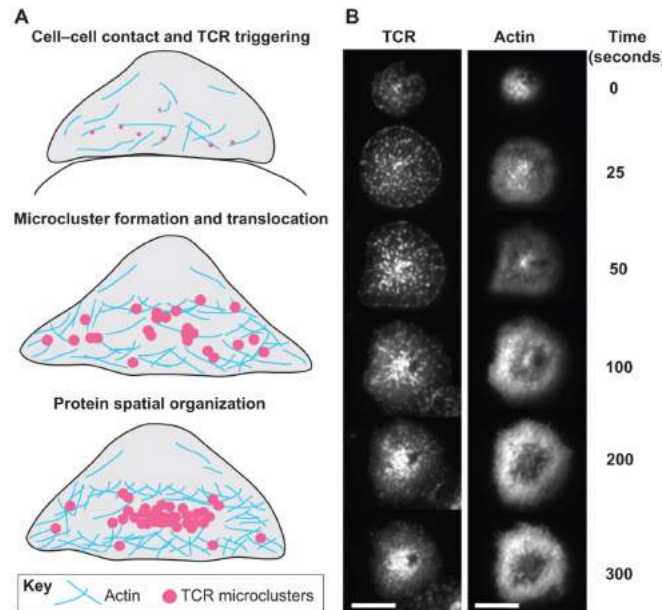 A
Cell–cell contact and TCR triggering
Microcluster formation and translocation
Protein spatial organization
Key
Actin
TCR microclusters
B
TCR
Actin
Time
(seconds)
0
25
50
100
200
300